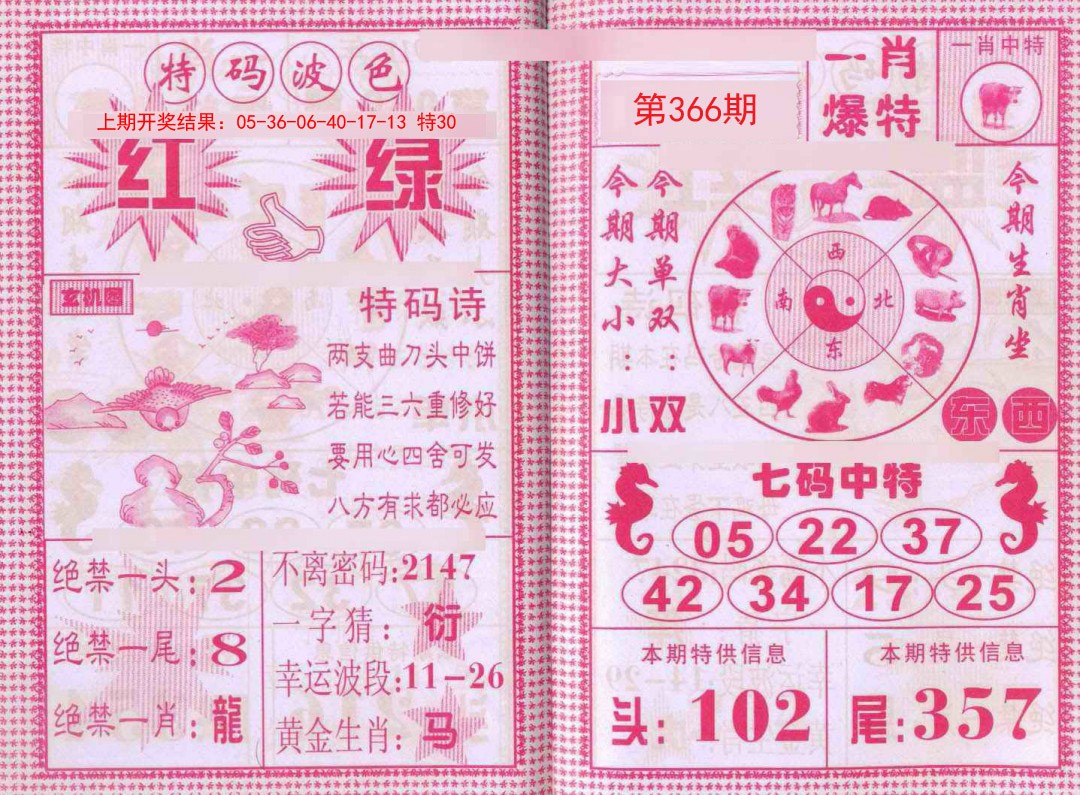 特码波色
上期开奖结果：05-36-06-40-17-13 特30
红 绿
玄机图
特码诗
两支曲刀头中饼
若能三六重修好
要用心四舍可发
八方有求都必应
绝禁一头:2
绝禁一尾:8
绝禁一肖:龍
不离密码:2147
一字猜:衍
幸运波段:11-26
黄金生肖:马
第366期
一肖
爆特
一肖中特
今期大小:小
今期单双:双
西
南 北
东
今期生肖坐
东西
七码中特
05 22 37
42 34 17 25
本期特供信息
头:102
本期特供信息
尾:357